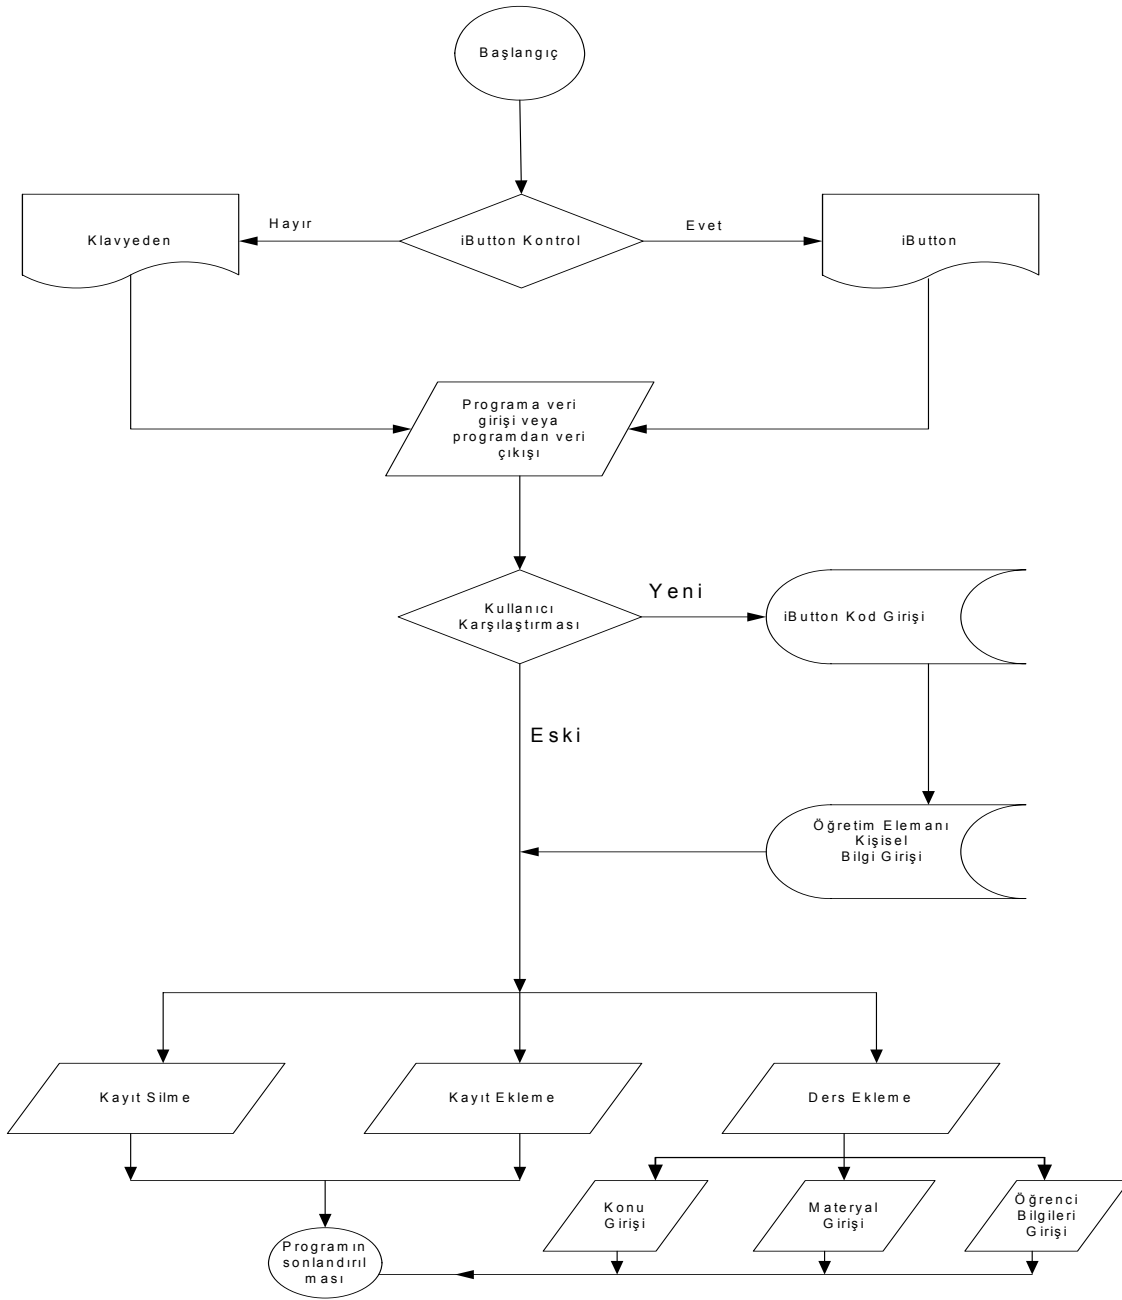 Başlangıç
Hayır
Evet
Klavyeden
iButton Kontrol
iButton
Programa veri
girişi veya
programdan veri
çıkışı
Yeni
Kullanıcı
Karşılaştırması
iButton Kod Girişi
Eski
Öğretim Elemanı
Kişisel
Bilgi Girişi
Kayıt Silme
Kayıt Ekleme
Ders Ekleme
Konu
Girişi
Materyal
Girişi
Öğrenci
Bilgileri
Girişi
Programın
sonlandırıl
ması